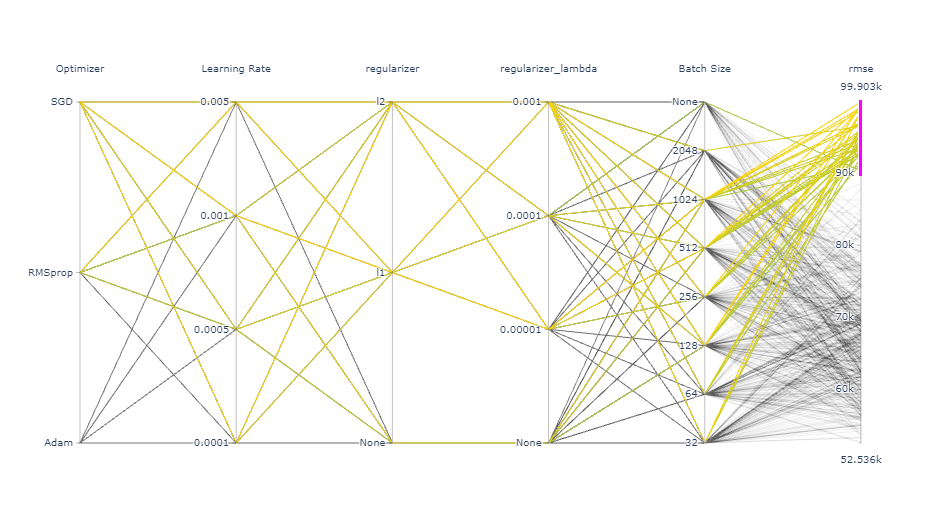 Optimizer
Learning Rate
regularizer
regularizer_lambda
Batch Size
rmse
99.903k
SGD
0.005
l2
0.001
None
2048
90k
1024
0.001
0.0001
512
80k
RMSprop
l1
256
70k
0.0005
0.00001
128
60k
64
Adam
0.0001
None
None
32
52.536k